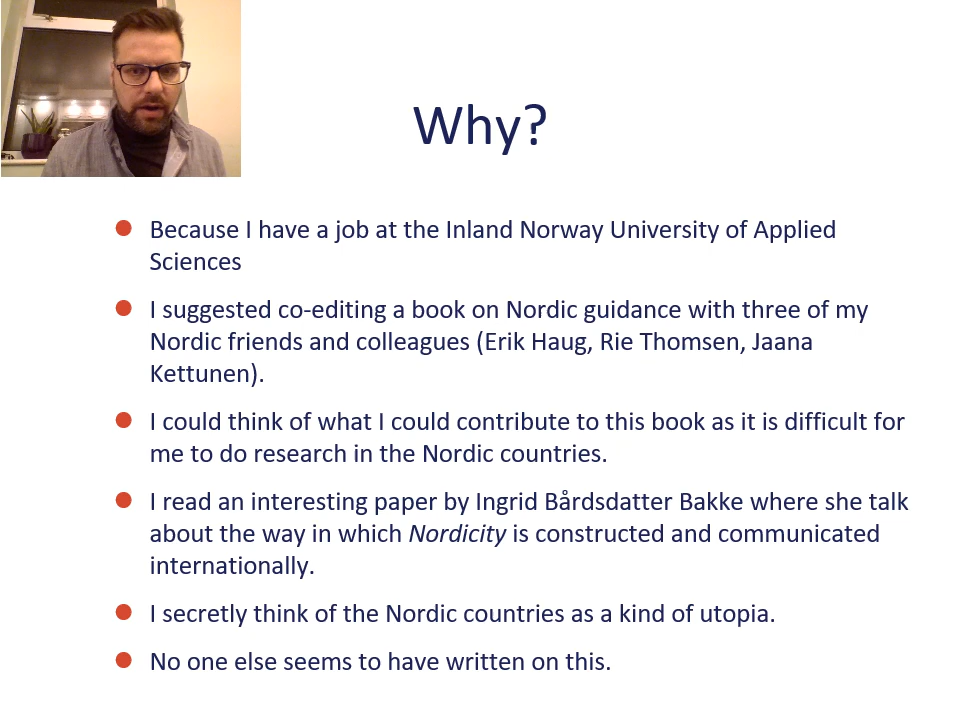 Why?
Because I have a job at the Inland Norway University of Applied
Sciences
I suggested co-editing a book on Nordic guidance with three of my
Nordic friends and colleagues (Erik Haug, Rie Thomsen, Jaana
Kettunen).
I could think of what I could contribute to this book as it is difficult for
me to do research in the Nordic countries.
I read an interesting paper by Ingrid Bårdsdatter Bakke where she talk
about the way in which Nordicity is constructed and communicated
internationally.
I secretly think of the Nordic countries as a kind of utopia.
No one else seems to have written on this.